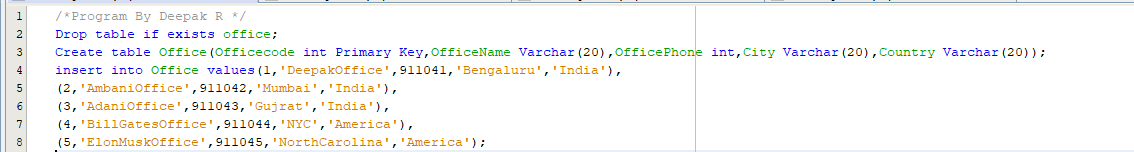 1 /*Program By Deepak R */
2 Drop table if exists office;
3 Create table Office(Officecode int Primary Key,OfficeName Varchar(20),OfficePhone int,City Varchar(20),Country Varchar(20));
4 insert into Office values(1,'DeepakOffice',911041,'Bengaluru','India'),
5 (2,'AmbaniOffice',911042,'Mumbai','India'),
6 (3,'AdaniOffice',911043,'Gujrat','India'),
7 (4,'BillGatesOffice',911044,'NYC','America'),
8 (5,'ElonMuskOffice',911045,'NorthCarolina','America');